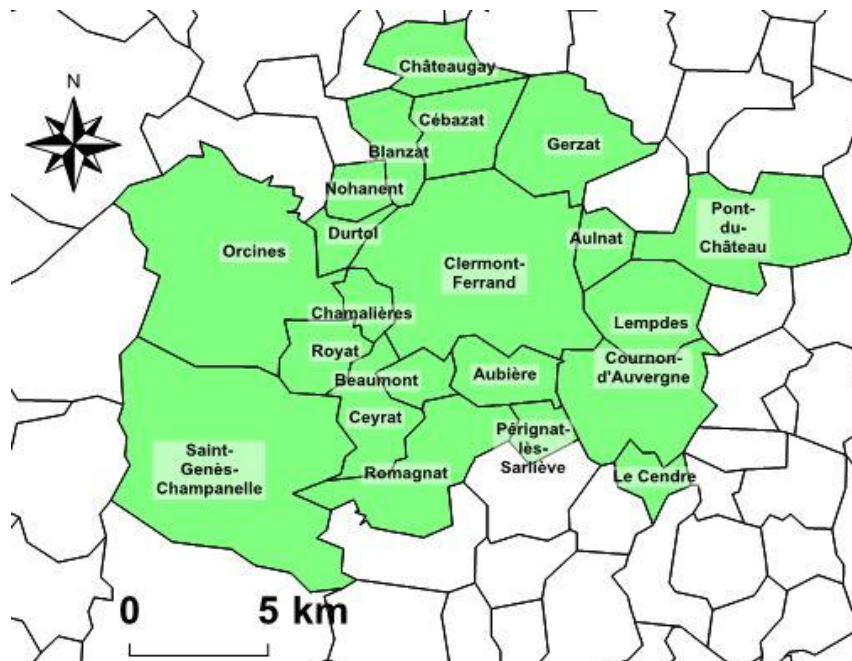 Châteaugay
N
Cébazat
Gerzat
Blanzat
Nohanent
Pont-
du-
Château
Durtol
Aulnat
Orcines
Clermont-
Ferrand
Chamalières
Lempdes
Royat
Cournon-
d'Auvergne
Beaumont
Aubière
Ceyrat
Pérignat-
lès-
Sarliève
Saint-
Genès-
Champanelle
Romagnat
Le Cendre
0 5 km